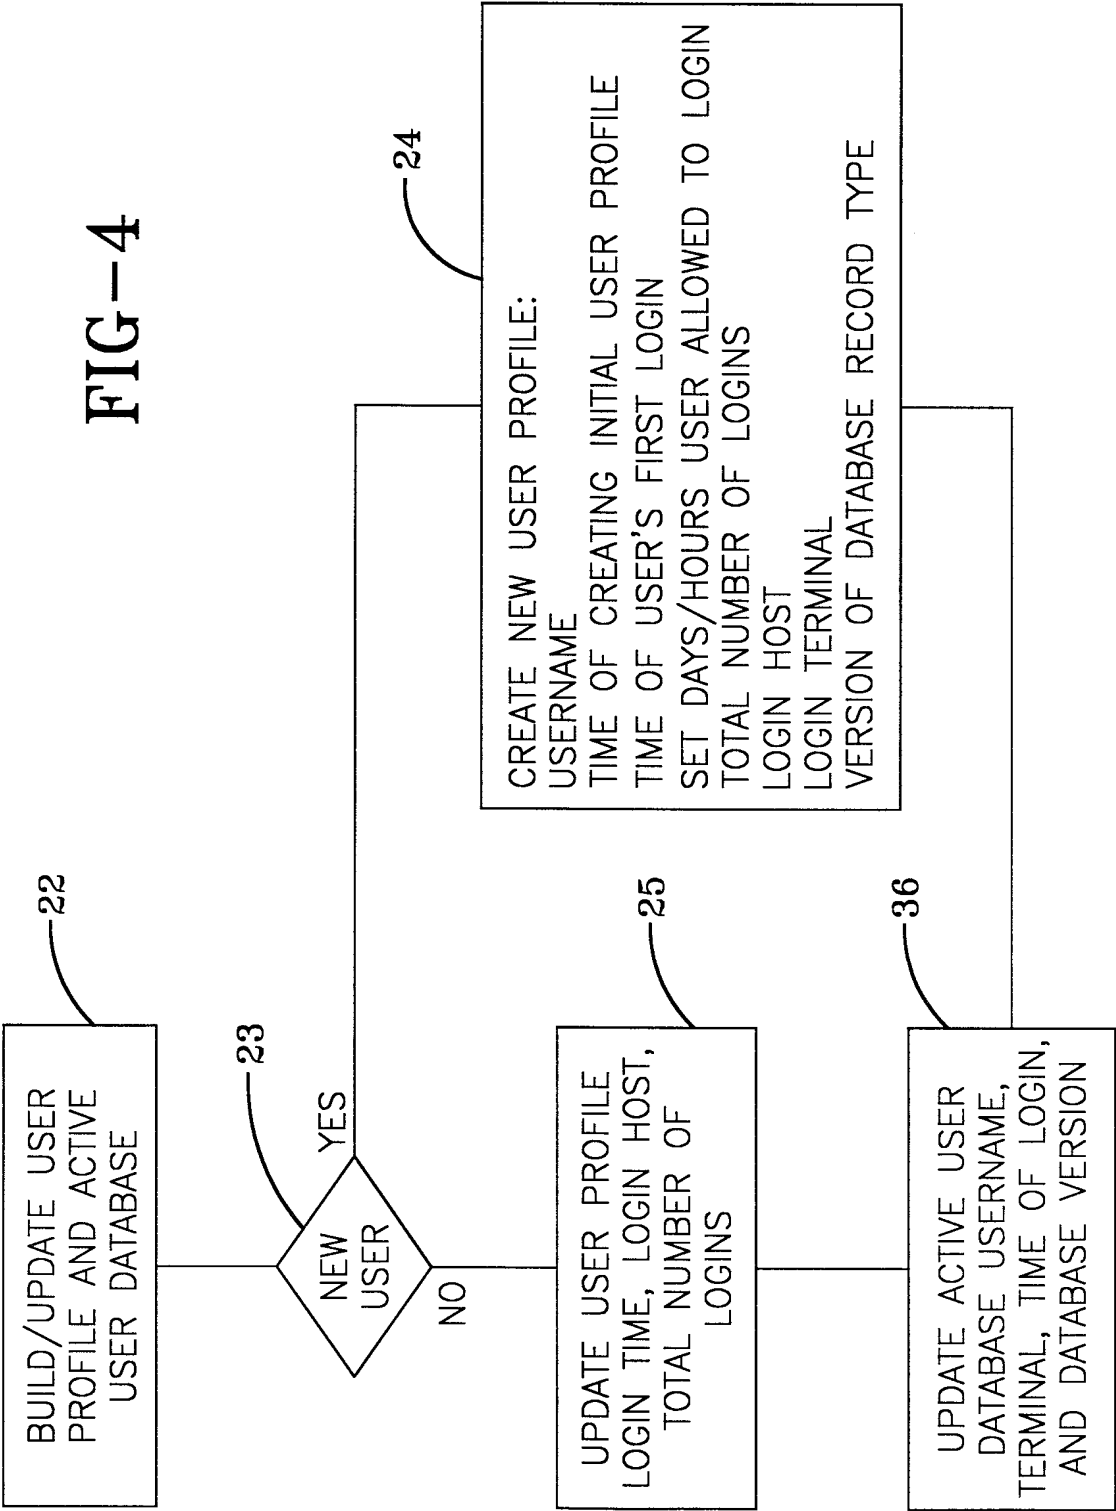 FIG-4
22
BUILD/UPDATE USER
PROFILE AND ACTIVE
USER DATABASE
23
NEW
USER
YES
NO
24
CREATE NEW USER PROFILE:
USERNAME
TIME OF CREATING INITIAL USER PROFILE
TIME OF USER'S FIRST LOGIN
SET DAYS/HOURS USER ALLOWED TO LOGIN
TOTAL NUMBER OF LOGINS
LOGIN HOST
LOGIN TERMINAL
VERSION OF DATABASE RECORD TYPE
25
UPDATE USER PROFILE
LOGIN TIME, LOGIN HOST,
TOTAL NUMBER OF
LOGINS
36
UPDATE ACTIVE USER
DATABASE USERNAME,
TERMINAL, TIME OF LOGIN,
AND DATABASE VERSION